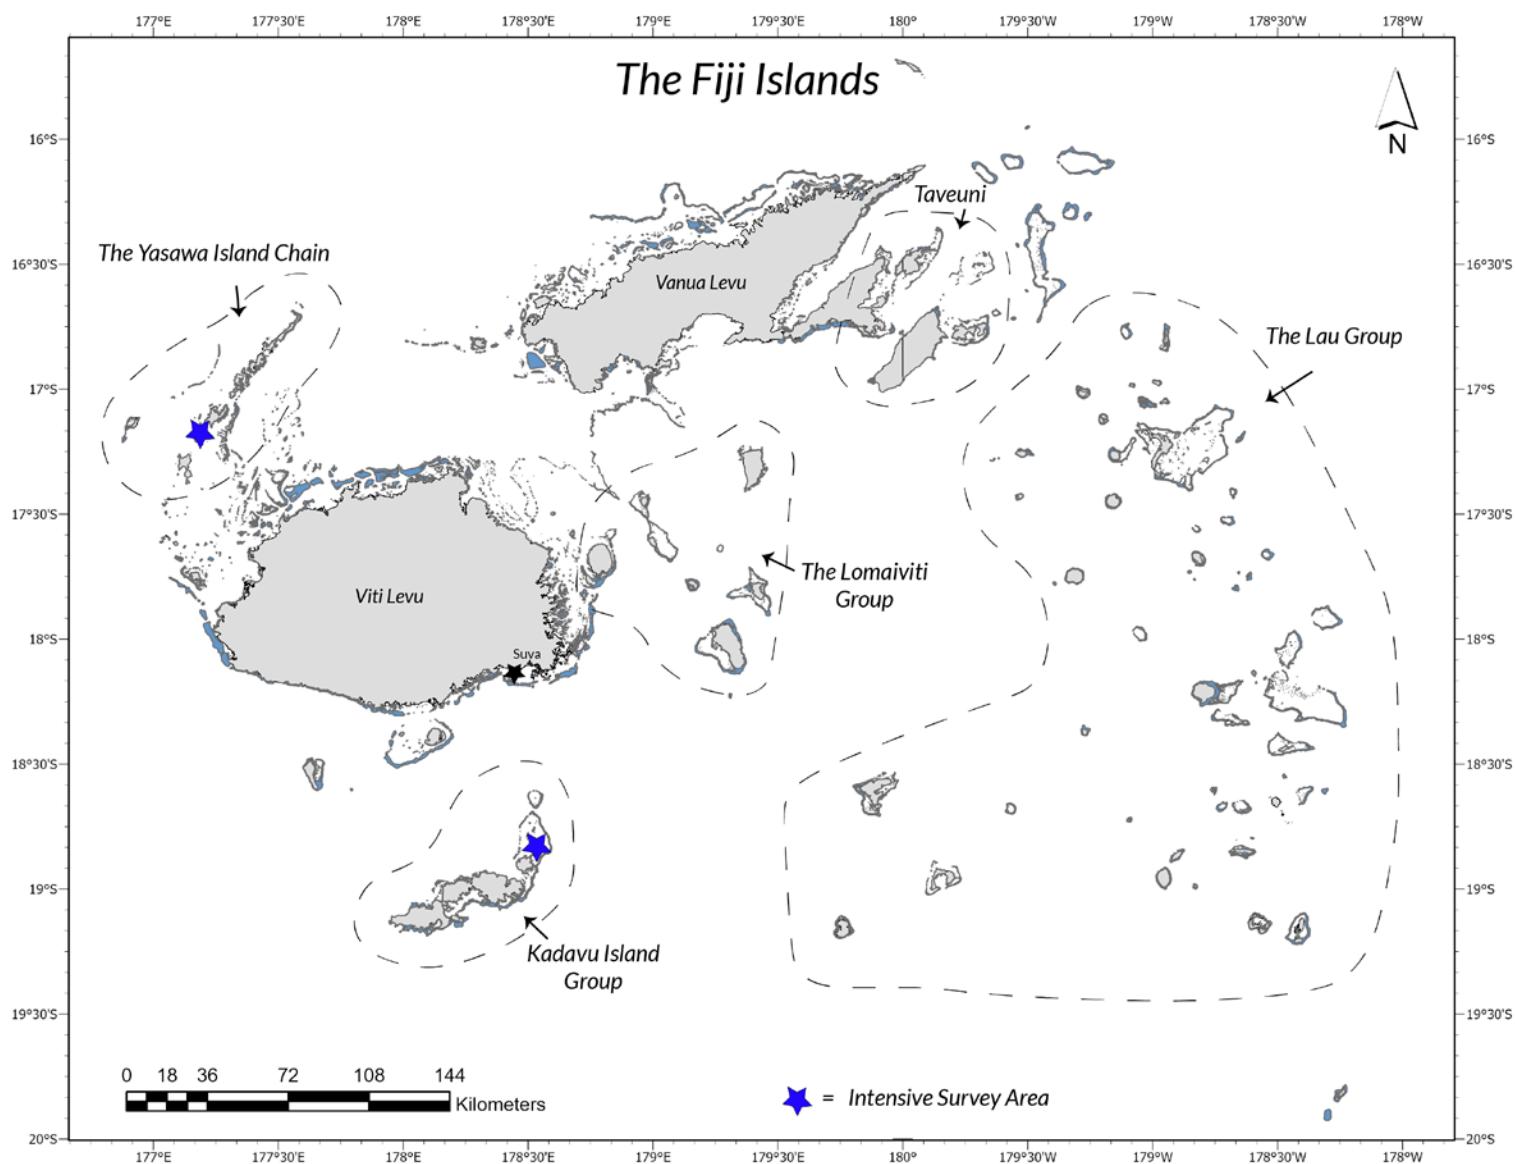 177°E 177°30'E 178°E 178°30'E 179°E 179°30'E 180° 179°30'W 179°W 178°30'W 178°W
The Fiji Islands
N
16°S 16°S
Taveuni
The Yasawa Island Chain
16°30'S 16°30'S
Vanua Levu
The Lau Group
17°S 17°S
17°30'S 17°30'S
The Lomaiviti
Group
Viti Levu
18°S 18°S
Suva
18°30'S 18°30'S
19°S 19°S
Kadavu Island
Group
19°30'S 19°30'S
0 18 36 72 108 144
Kilometers
= Intensive Survey Area
20°S 20°S
177°E 177°30'E 178°E 178°30'E 179°E 179°30'E 180° 179°30'W 179°W 178°30'W 178°W